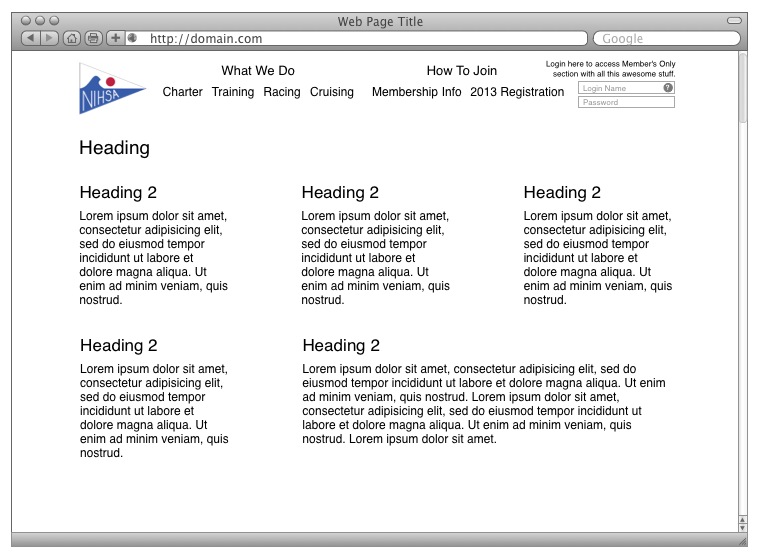 Web Page Title
http://domain.com
Google
NIHSA
What We Do
How To Join
Login here to access Member's Only
section with all this awesome stuff.
Charter Training Racing Cruising
Membership Info 2013 Registration
Login Name ?
Password
Heading
Heading 2
Lorem ipsum dolor sit amet,
consectetur adipisicing elit,
sed do eiusmod tempor
incididunt ut labore et
dolore magna aliqua. Ut
enim ad minim veniam, quis
nostrud.
Heading 2
Lorem ipsum dolor sit amet,
consectetur adipisicing elit,
sed do eiusmod tempor
incididunt ut labore et
dolore magna aliqua. Ut
enim ad minim veniam, quis
nostrud.
Heading 2
Lorem ipsum dolor sit amet,
consectetur adipisicing elit,
sed do eiusmod tempor
incididunt ut labore et
dolore magna aliqua. Ut
enim ad minim veniam, quis
nostrud.
Heading 2
Lorem ipsum dolor sit amet,
consectetur adipisicing elit,
sed do eiusmod tempor
incididunt ut labore et
dolore magna aliqua. Ut
enim ad minim veniam, quis
nostrud.
Heading 2
Lorem ipsum dolor sit amet, consectetur adipisicing elit, sed do
eiusmod tempor incididunt ut labore et dolore magna aliqua. Ut enim
ad minim veniam, quis nostrud. Lorem ipsum dolor sit amet,
consectetur adipisicing elit, sed do eiusmod tempor incididunt ut
labore et dolore magna aliqua. Ut enim ad minim veniam, quis
nostrud. Lorem ipsum dolor sit amet.